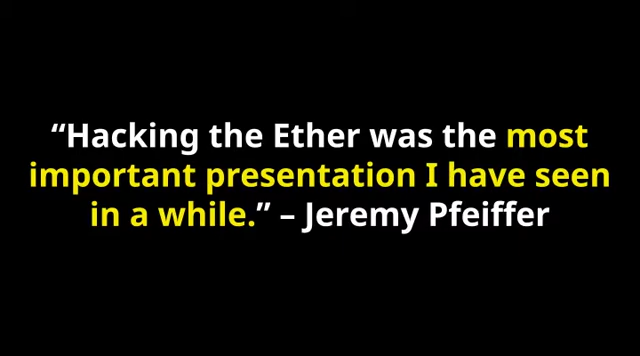 “Hacking the Ether was the most
important presentation I have seen
in a while.” – Jeremy Pfeiffer